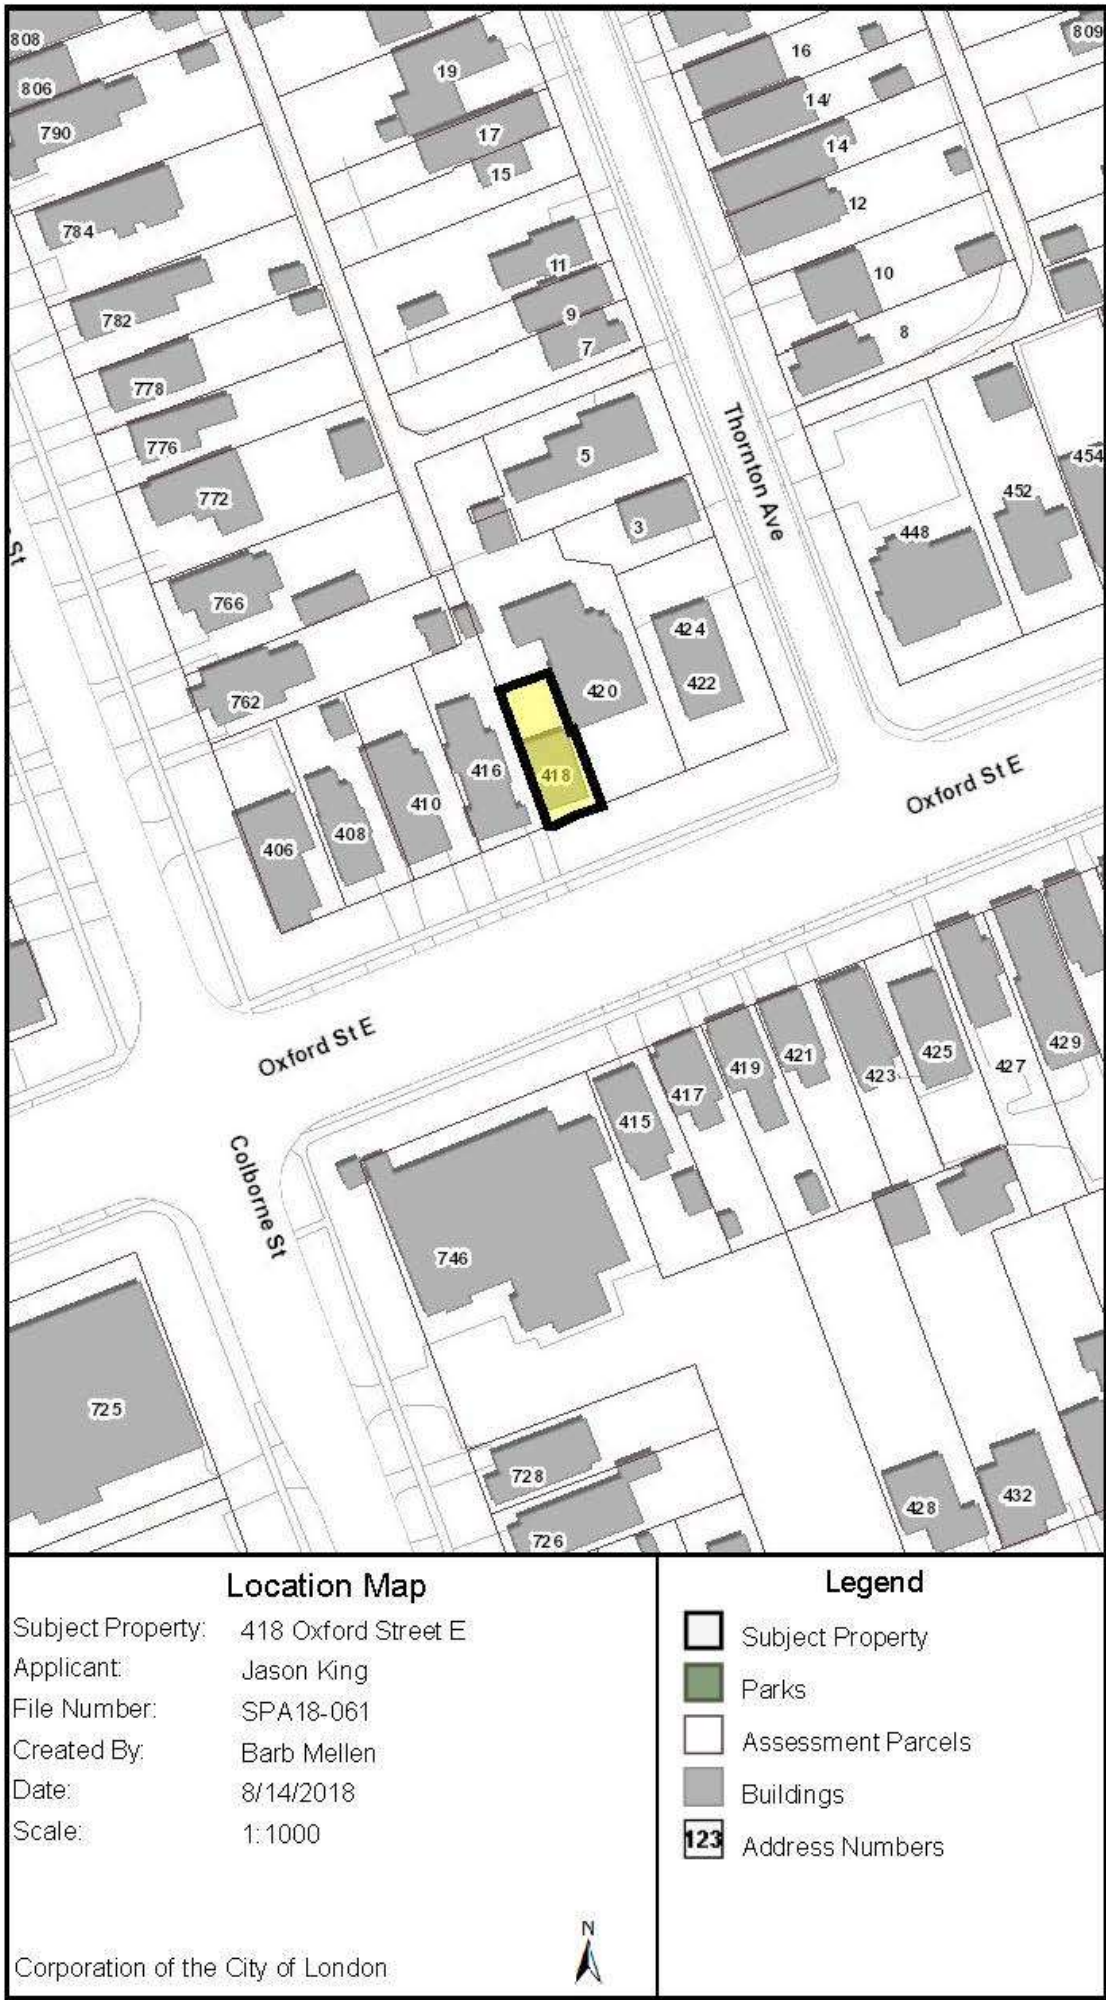 808
806
790
784
782
778
776
772
766
762
19
17
15
11
9
7
5
3
16
14/
14
12
10
8
809
454
452
448
Thornton Ave
St
424
422
420
418
416
410
408
406
Oxford St E
Oxford St E
Colborne St
429
427
425
423
421
419
417
415
746
725
728
726
428
432
Location Map
Subject Property: 418 Oxford Street E
Applicant: Jason King
File Number: SPA18-061
Created By: Barb Mellen
Date: 8/14/2018
Scale: 1:1000
N
Corporation of the City of London
Legend
Subject Property
Parks
Assessment Parcels
Buildings
123 Address Numbers